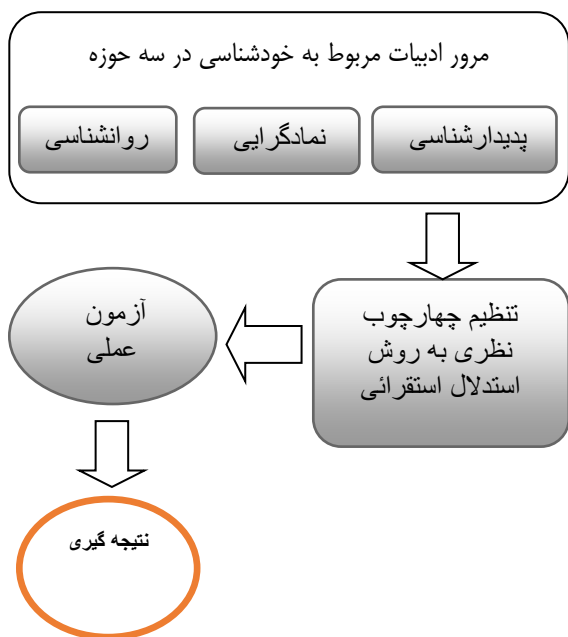 مرور ادبیات مربوط به خودشناسی در سه حوزه
پدیدارشناسی
نمادگرایی
روانشناسی
تنظیم چهارچوب
نظری به روش
استدلال استقرائی
آزمون
عملی
نتیجه گیری